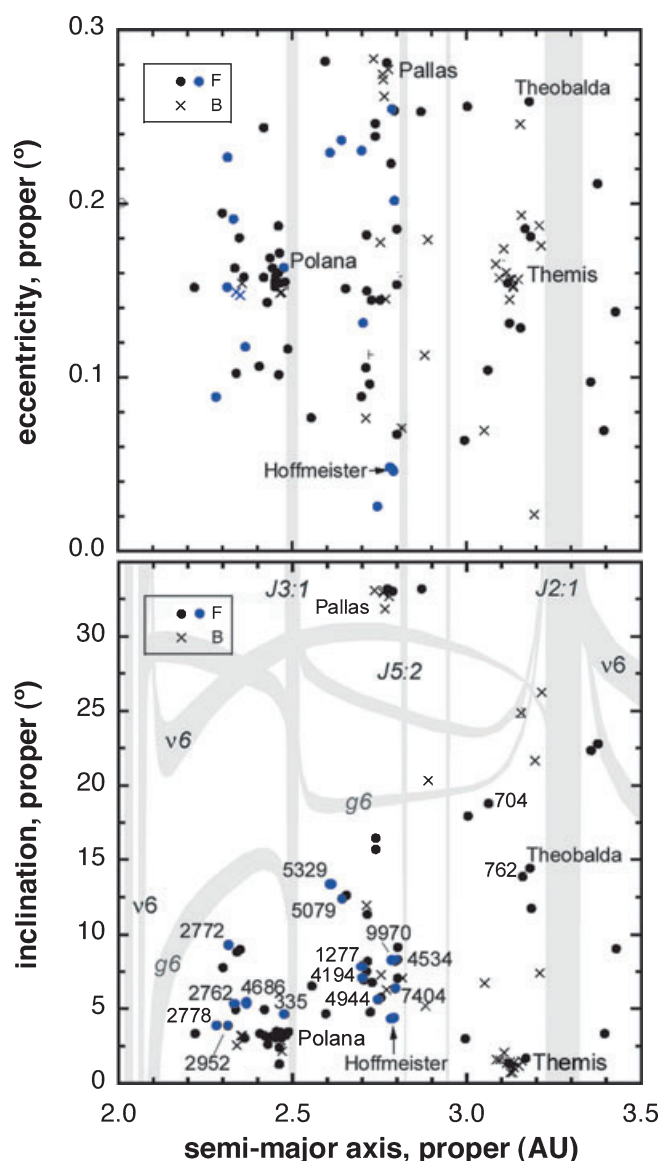 0.3
F
B
Pallas
Theobalda
0.2
Polana
Themis
0.1
Hoffmeister
0.0
eccentricity, proper (°)
F
B
J3:1
J2:1
Pallas
30
J5:2
ν6
ν6
25
20
g6
704
15
Theobalda
762
5329
5079
ν6
10
2772
9970
g6
1277
4534
4194
2762
4686
335
4944
7404
5
2778
Polana
2952
Hoffmeister
Themis
0
inclination, proper (°)
2.0 2.5 3.0 3.5
semi-major axis, proper (AU)